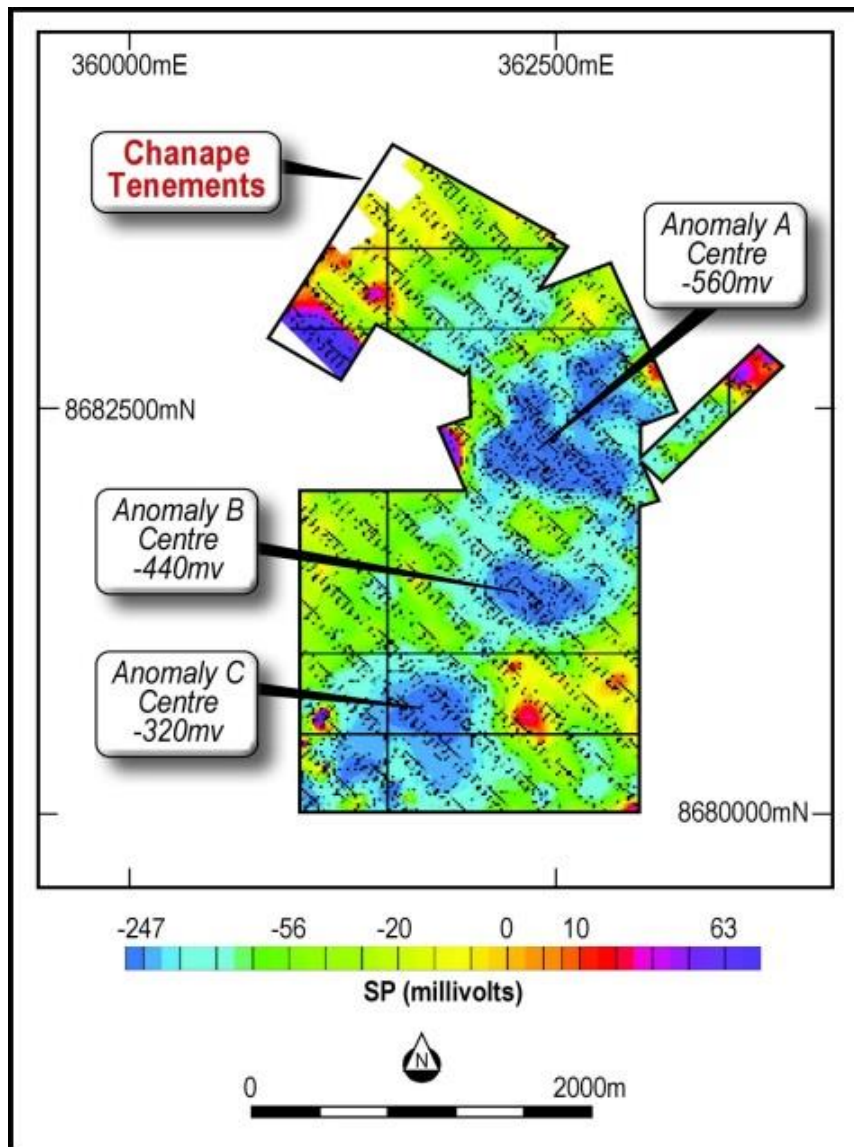 360000mE
362500mE
Chanape
Tenements
Anomaly A
Centre
-560mv
8682500mN
Anomaly B
Centre
-440mv
Anomaly C
Centre
-320mv
8680000mN
-247 -56 -20 0 10 63
SP (millivolts)
N
0 2000m